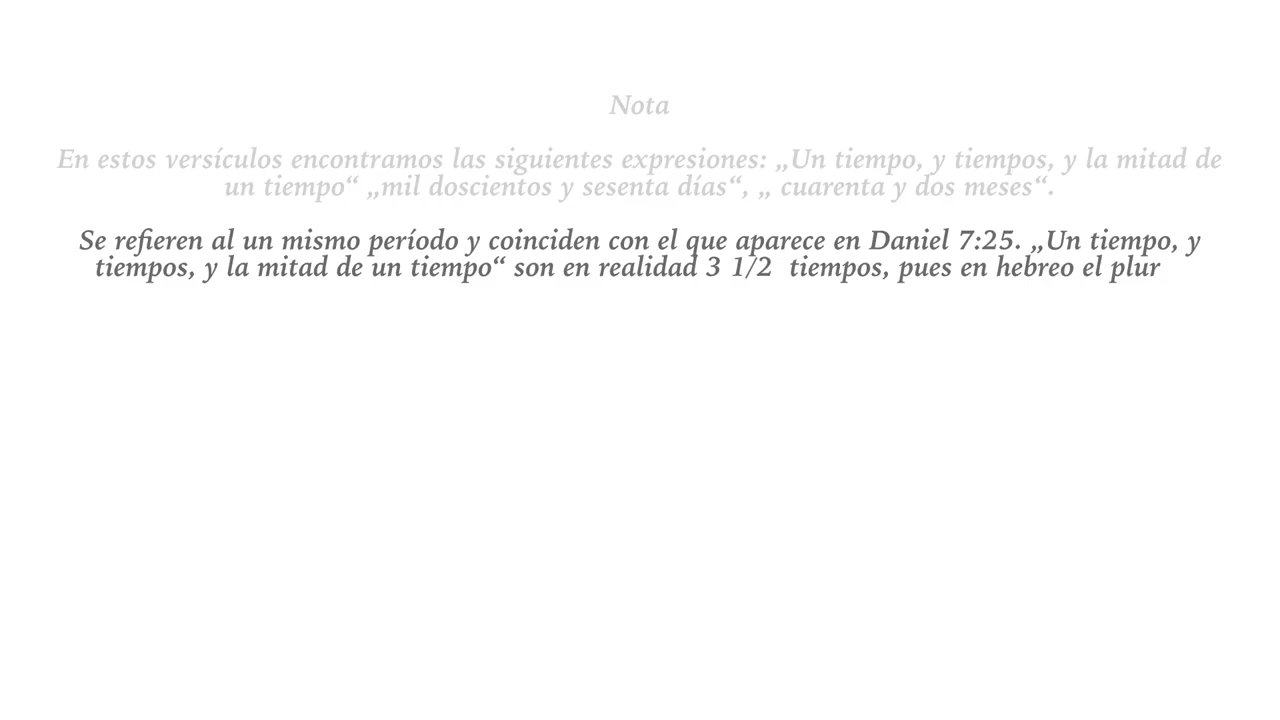 Nota
En estos versículos encontramos las siguientes expresiones: „Un tiempo, y tiempos, y la mitad de
un tiempo“ „mil doscientos y sesenta días“, „ cuarenta y dos meses“.
Se refieren al un mismo período y coinciden con el que aparece en Daniel 7:25. „Un tiempo, y
tiempos, y la mitad de un tiempo“ son en realidad 3 1/2  tiempos, pues en hebreo el plur